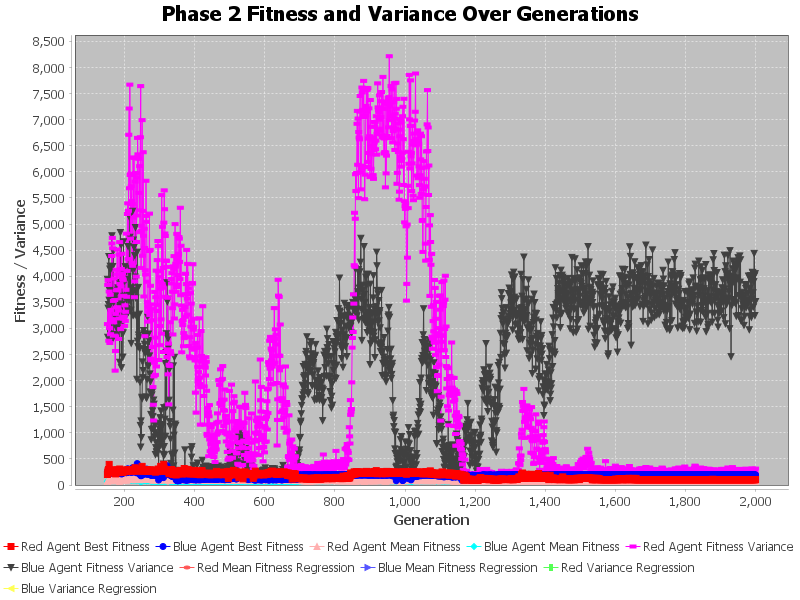 Phase 2 Fitness and Variance Over Generations
8,500
8,000
7,500
7,000
6,500
6,000
5,500
5,000
4,500
4,000
3,500
3,000
2,500
2,000
1,500
1,000
500
0
Fitness / Variance
200 400 600 800 1,000 1,200 1,400 1,600 1,800 2,000
Generation
Red Agent Best Fitness Blue Agent Best Fitness Red Agent Mean Fitness Blue Agent Mean Fitness Red Agent Fitness Variance
Blue Agent Fitness Variance Red Mean Fitness Regression Blue Mean Fitness Regression Red Variance Regression
Blue Variance Regression